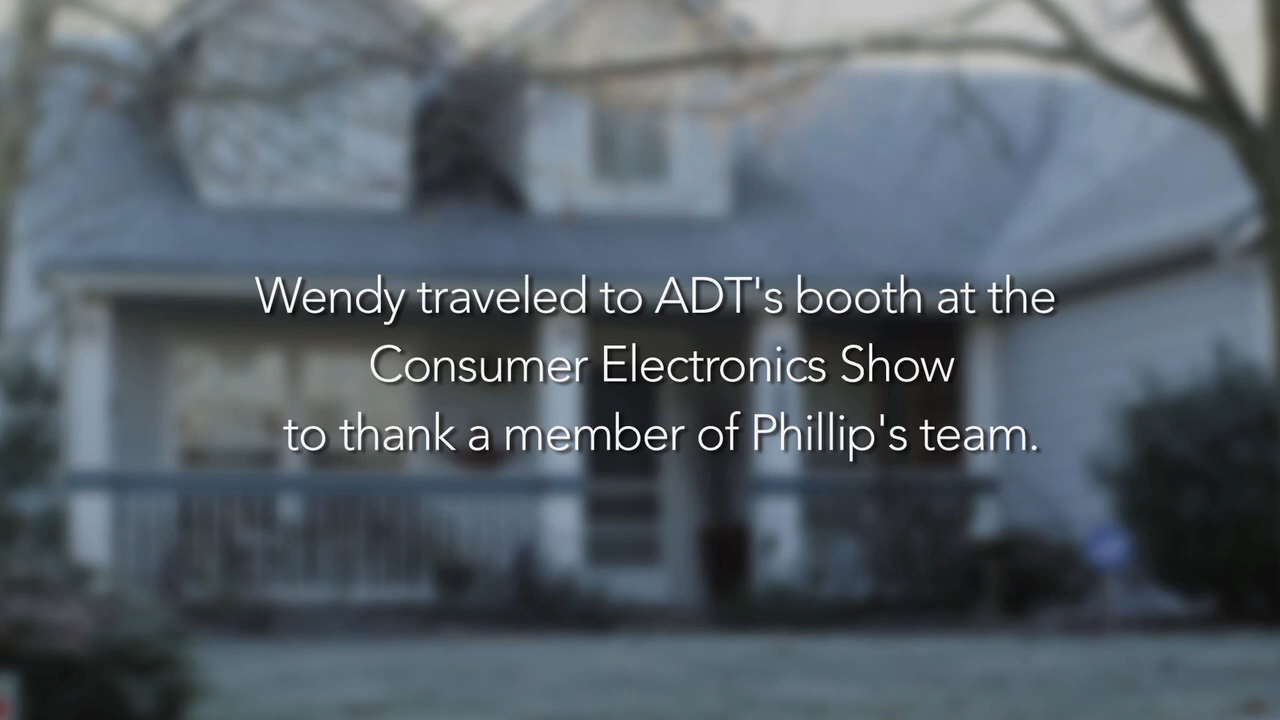 Wendy traveled to ADT's booth at the
Consumer Electronics Show
to thank a member of Phillip's team.